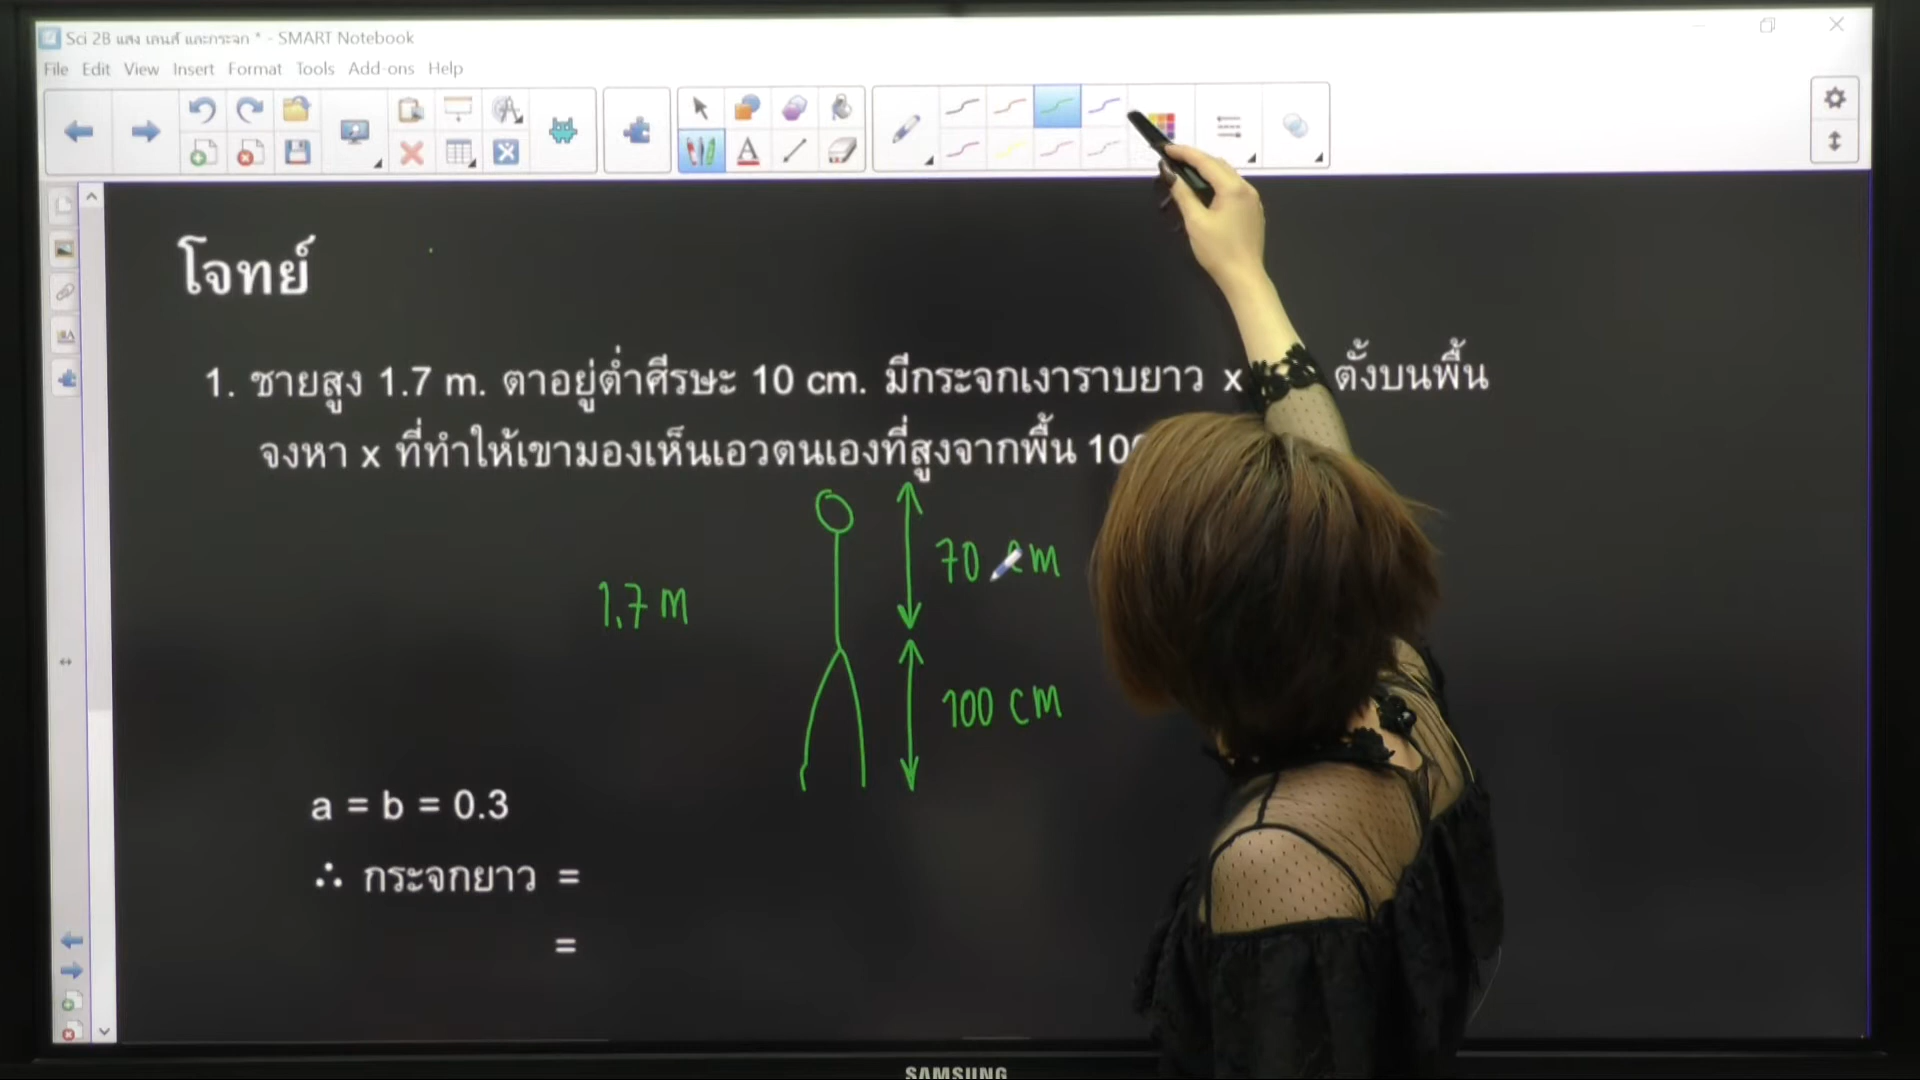 Sci 2B แสง เลนส์ และกระจก * - SMART Notebook
File Edit View Insert Format Tools Add-ons Help
โจทย์
1. ชายสูง 1.7 m. ตาอยู่ต่ำศีรษะ 10 cm. มีกระจกเงาราบยาว x ตั้งบนพื้น
จงหา x ที่ทำให้เขามองเห็นเอวตนเองที่สูงจากพื้น 100
70 cm
1.7 m
100 cm
a = b = 0.3
∴ กระจกยาว =
=
SAMSUNG